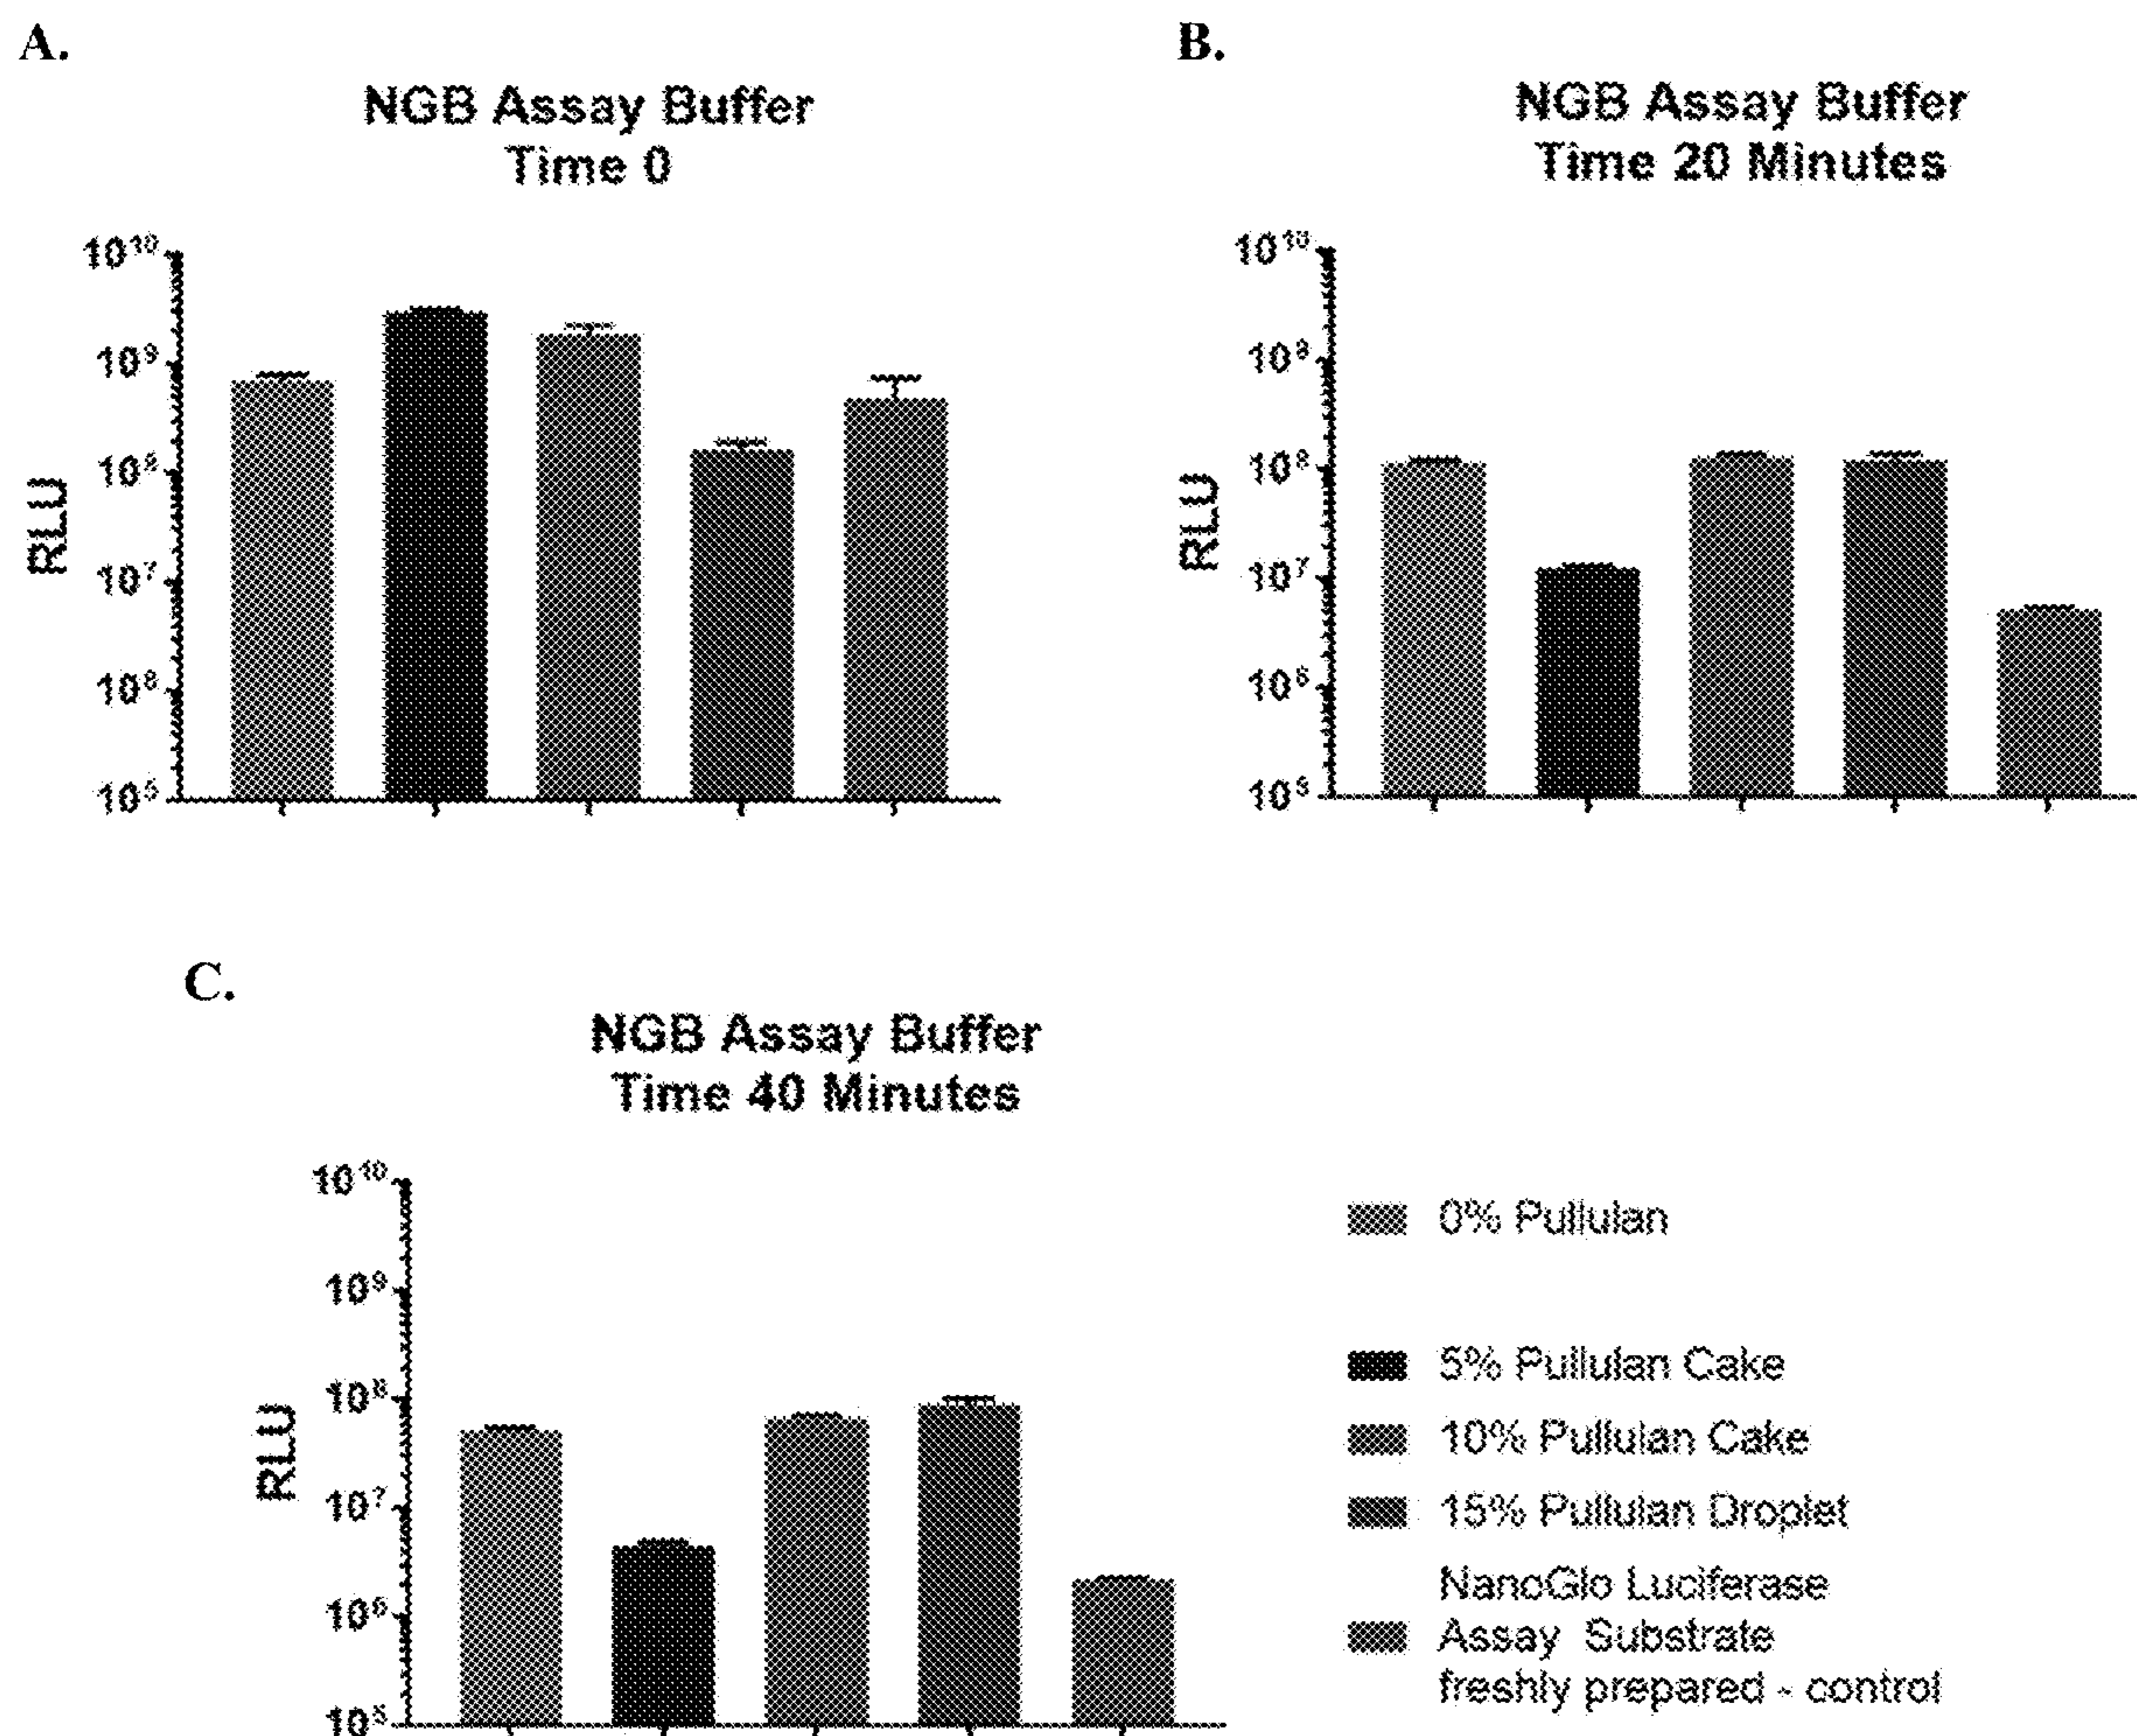 A.
NGB Assay Buffer
Time 0
10¹⁰
10⁹
10⁸
10⁷
10⁶
10⁵
RLU
B.
NGB Assay Buffer
Time 20 Minutes
10¹⁰
10⁹
10⁸
10⁷
10⁶
10⁵
RLU
C.
NGB Assay Buffer
Time 40 Minutes
10¹⁰
10⁹
10⁸
10⁷
10⁶
10⁵
RLU
0% Pullulan
5% Pullulan Cake
10% Pullulan Cake
15% Pullulan Droplet
NanoGlo Luciferase
Assay Substrate
freshly prepared - control